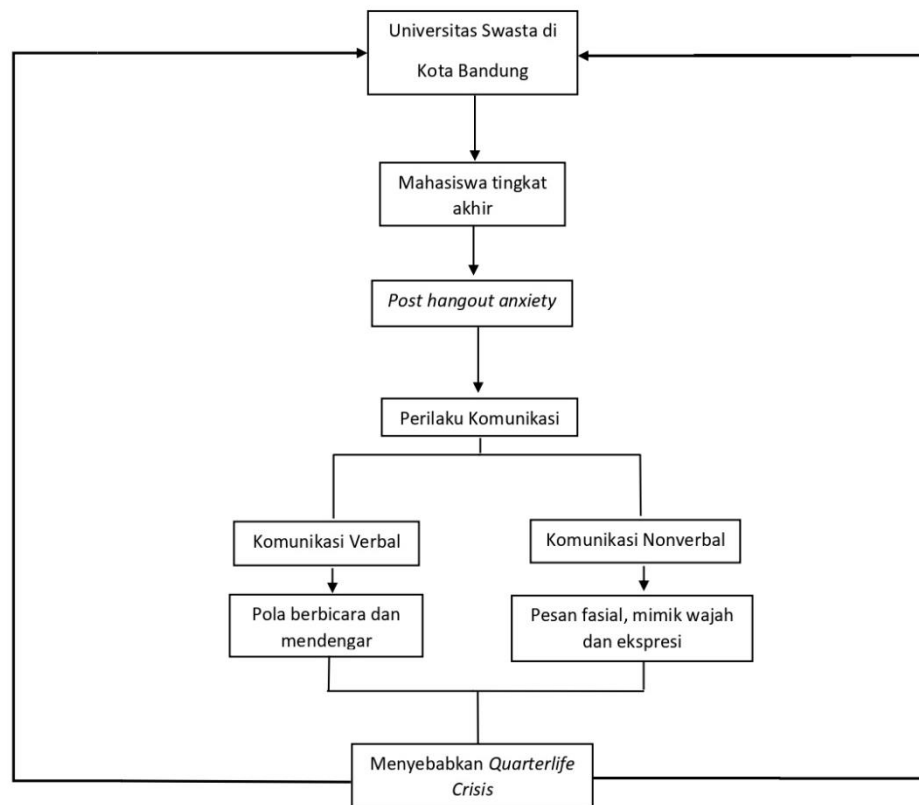 Universitas Swasta di
Kota Bandung
Mahasiswa tingkat
akhir
Post hangout anxiety
Perilaku Komunikasi
Komunikasi Verbal
Komunikasi Nonverbal
Pola berbicara dan
mendengar
Pesan fasial, mimik wajah
dan ekspresi
Menyebabkan Quarterlife
Crisis